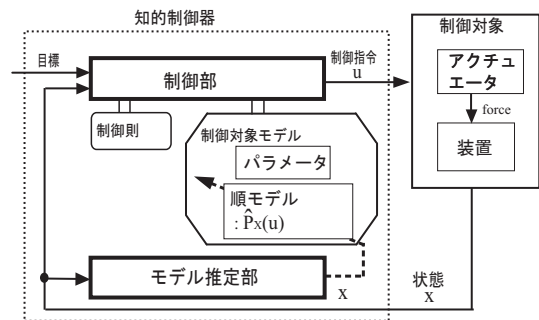 知的制御器
目標
制御部
制御指令
u
制御則
制御対象モデル
パラメータ
順モデル
: P̂x(u)
モデル推定部
x
制御対象
アクチュ
エータ
force
装置
状態
x